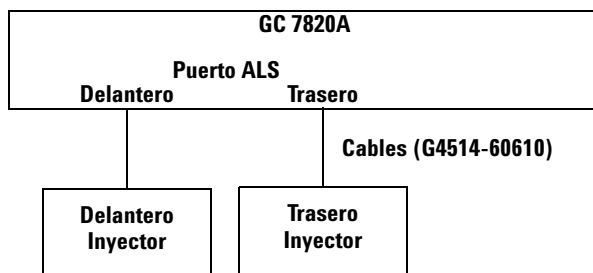 GC 7820A
Puerto ALS
Delantero Trasero
Cables (G4514-60610)
Delantero Trasero
Inyector Inyector